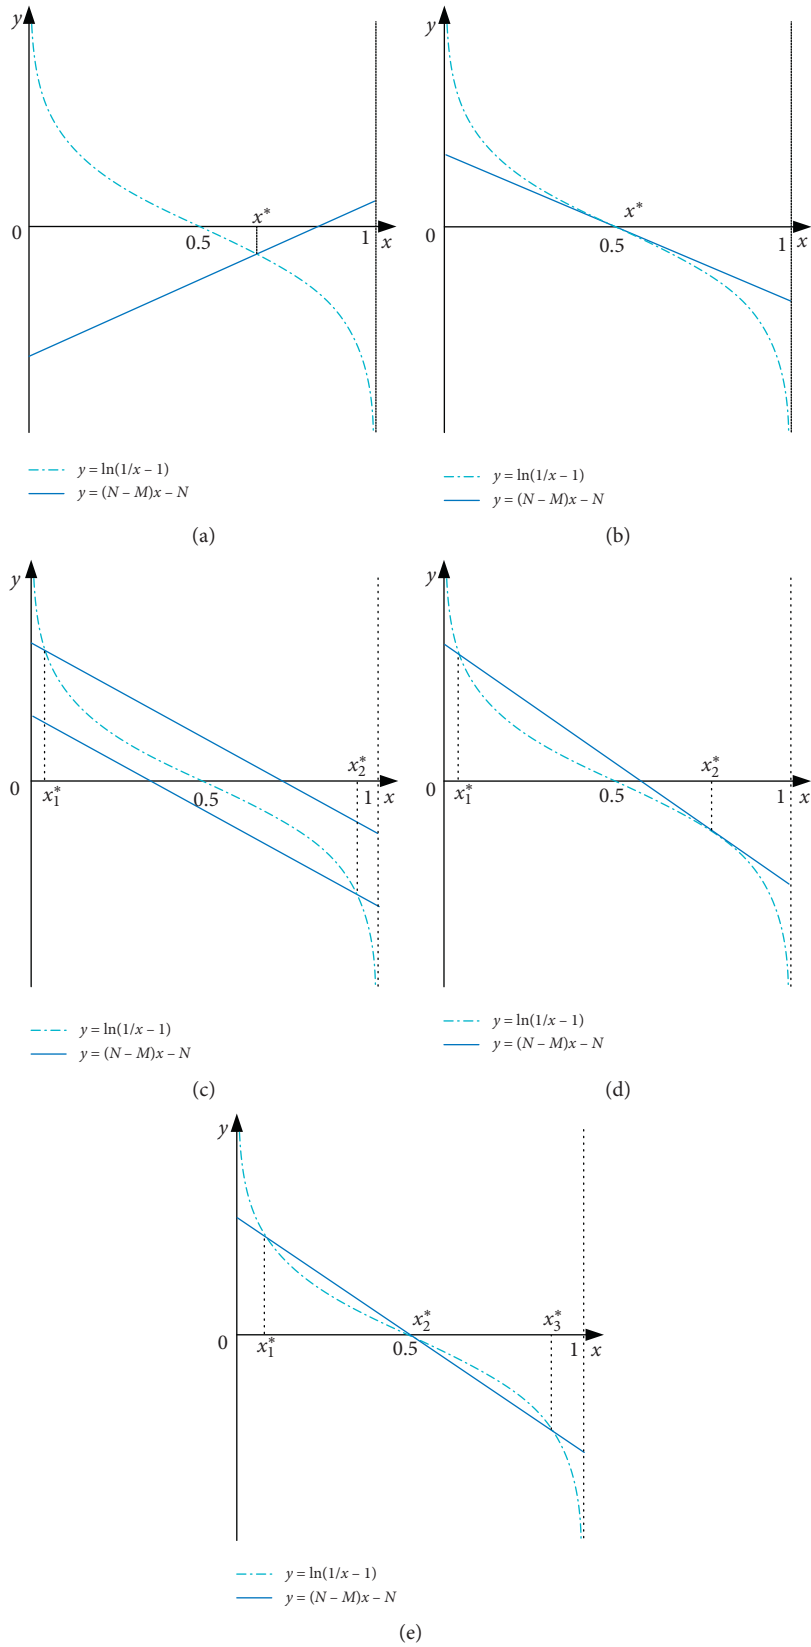 y
x*
0
0.5
1
x
y = ln(1/x – 1)
y = (N – M)x – N
(a)
y
x*
0
0.5
1
x
y = ln(1/x – 1)
y = (N – M)x – N
(b)
y
x₂*
0
x₁*
0.5
1
x
y = ln(1/x – 1)
y = (N – M)x – N
(c)
y
x₂*
0
x₁*
0.5
1
x
y = ln(1/x – 1)
y = (N – M)x – N
(d)
y
x₂*
x₃*
0
x₁*
0.5
1
x
y = ln(1/x – 1)
y = (N – M)x – N
(e)